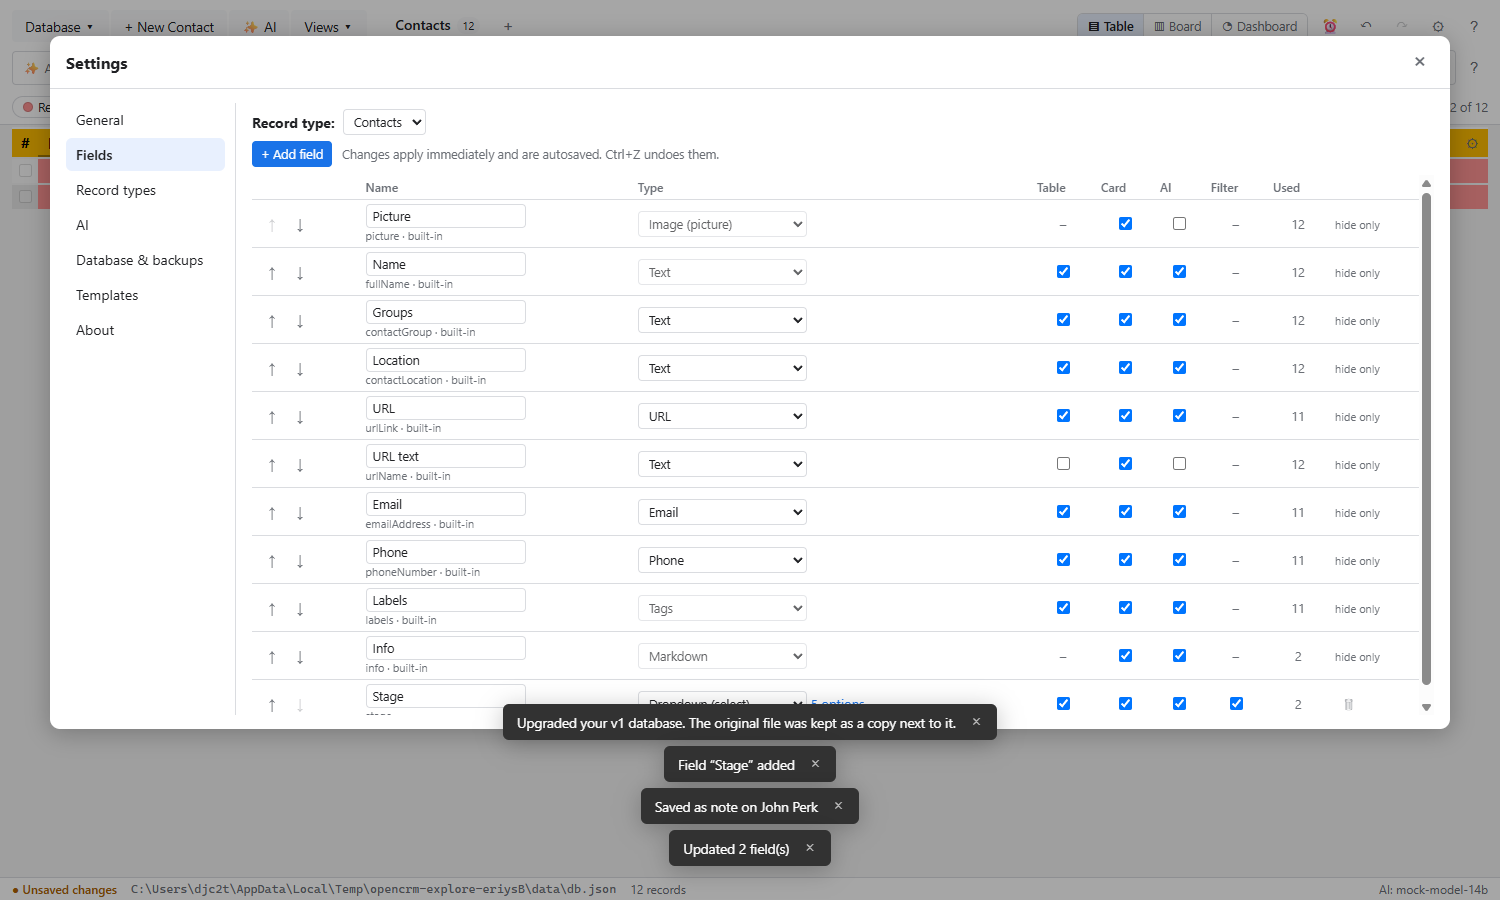 Database ▾
+ New Contact
AI
Views ▾
Contacts 12 +
Table
Board
Dashboard
?
Settings
×
?
2 of 12
#
General
Fields
Record types
AI
Database & backups
Templates
About
Record type: Contacts
+ Add field Changes apply immediately and are autosaved. Ctrl+Z undoes them.
Name Type Table Card AI Filter Used
↑ ↓ Picture Image (picture) – – 12 hide only
picture · built-in
↑ ↓ Name Text – 12 hide only
fullName · built-in
↑ ↓ Groups Text – 12 hide only
contactGroup · built-in
↑ ↓ Location Text – 12 hide only
contactLocation · built-in
↑ ↓ URL URL – 11 hide only
urlLink · built-in
↑ ↓ URL text Text – 12 hide only
urlName · built-in
↑ ↓ Email Email – 11 hide only
emailAddress · built-in
↑ ↓ Phone Phone – 11 hide only
phoneNumber · built-in
↑ ↓ Labels Tags – 11 hide only
labels · built-in
↑ ↓ Info Markdown – – 2 hide only
info · built-in
↑ ↓ Stage Dropdown (select) 5 options 2
Upgraded your v1 database. The original file was kept as a copy next to it. ×
Field “Stage” added ×
Saved as note on John Perk ×
Updated 2 field(s) ×
● Unsaved changes C:\Users\djc2t\AppData\Local\Temp\opencrm-explore-eriysB\data\db.json 12 records AI: mock-model-14b